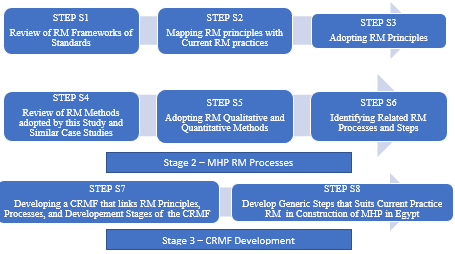 STEP S1
Review of RM Frameworks of
Standards
STEP S2
Mapping RM principles with
Current RM practices
STEP S3
Adopting RM Principles
STEP S4
Review of RM Methods
adopted by this Study and
Similar Case Studies
STEP S5
Adopting RM Qualitative and
Quantitative Methods
STEP S6
Identifying Related RM
Processes and Steps
Stage 2 – MHP RM Processes
STEP S7
Developing a CRMF that links RM Principles,
Processes, and Developement Stages of the CRMF
STEP S8
Develop Generic Steps that Suits Current Practice
RM in Construction of MHP in Egypt
Stage 3 – CRMF Development